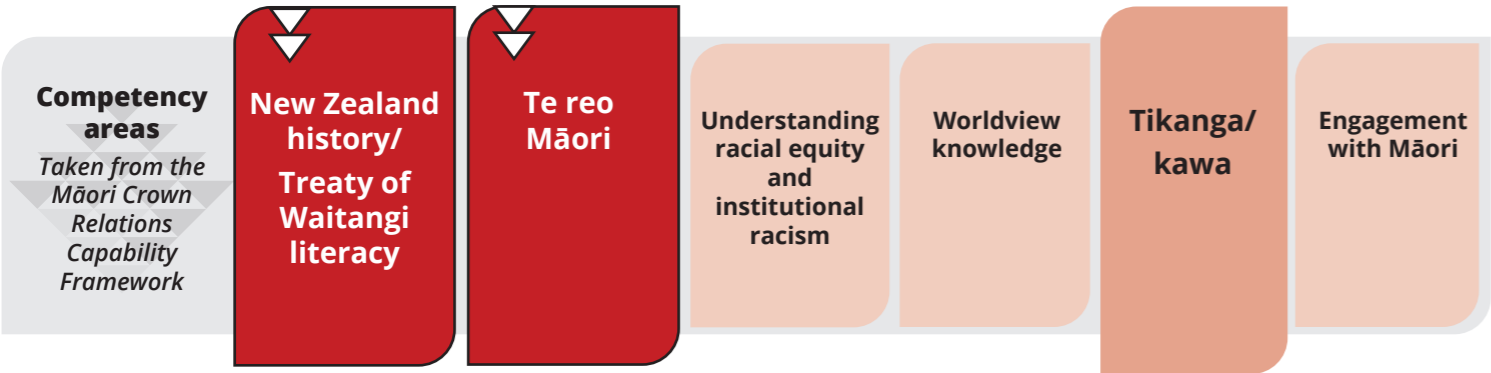 Competency
areas
Taken from the
Māori Crown
Relations
Capability
Framework
New Zealand
history/
Treaty of
Waitangi
literacy
Te reo
Māori
Understanding
racial equity
and
institutional
racism
Worldview
knowledge
Tikanga/
kawa
Engagement
with Māori